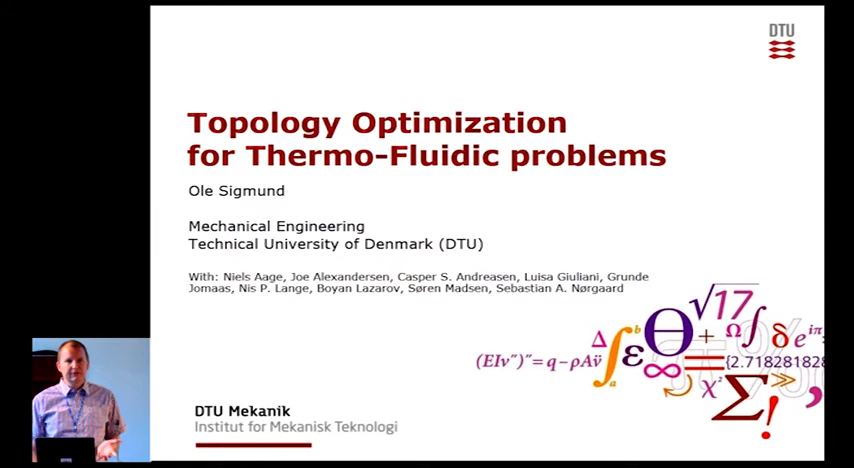 DTU
Topology Optimization
for Thermo-Fluidic problems
Ole Sigmund
Mechanical Engineering
Technical University of Denmark (DTU)
With: Niels Aage, Joe Alexandersen, Casper S. Andreasen, Luisa Giuliani, Grunde
Jomaas, Nis P. Lange, Boyan Lazarov, Søren Madsen, Sebastian A. Nørgaard
(EIv″)″= q−ρAv̈
Δ ∫ a b ε Θ ∞ √17 + Ω ∫ δ e iπ
= {2.718281828
χ² Σ ≫ ! ,
DTU Mekanik
Institut for Mekanisk Teknologi